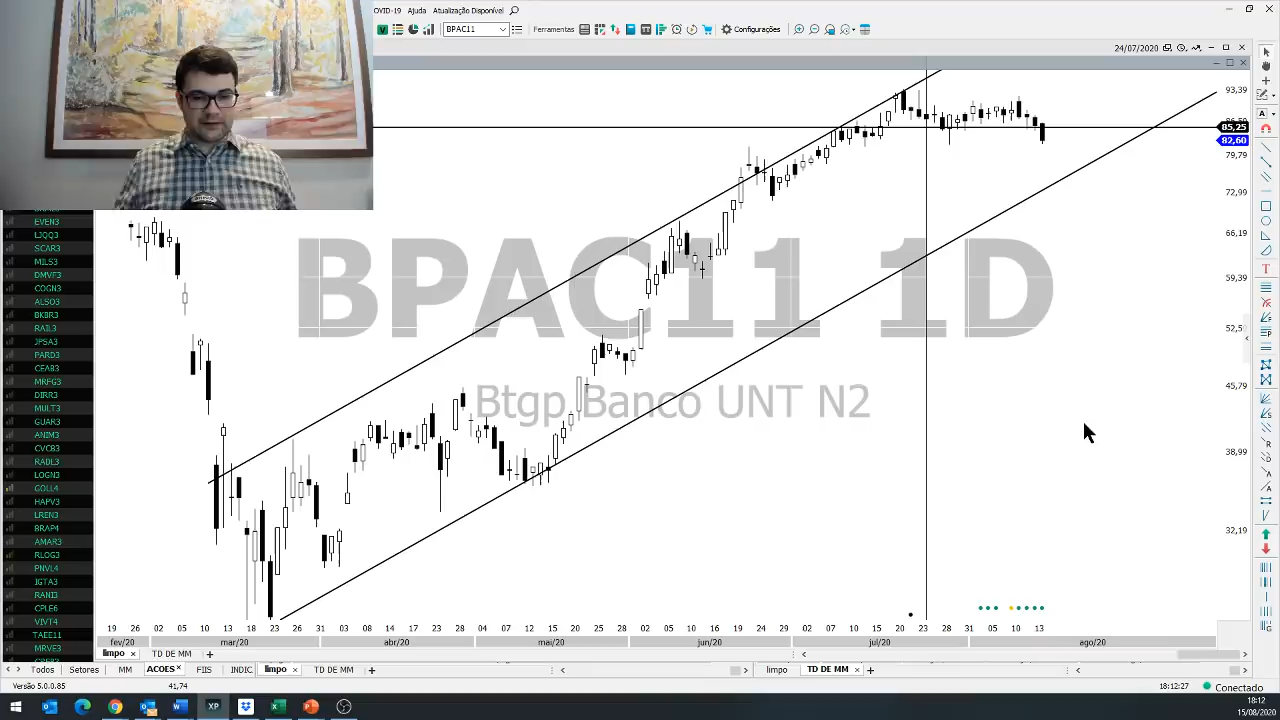 OVID-19 Ajuda Atualização Disponível
BPAC11
Ferramentas
Configurações
24/07/2020
BPAC11 1D
Btgp Banco UNT N2
93,39
85,25
82,60
79,79
72,99
66,19
59,39
52,5
45,79
38,99
32,19
EVEN3
LJQQ3
SCAR3
MILS3
DMVF3
COGN3
ALSO3
BKBR3
RAIL3
JPSA3
PARD3
CEAB3
MRFG3
DIRR3
MULT3
GUAR3
ANIM3
CVCB3
RADL3
LOGN3
GOLL4
HAPV3
LREN3
BRAP4
AMAR3
RLOG3
PNVL4
IGTA3
RANI3
CPLE6
VIVT4
TAEE11
MRVE3
19 26 02 05 10 13 18 23 26 31 03 08 14 17 23 28 04 07 12 15 20 25 28 02 05 10 16 19 24 29 02 07 10 15 20 23 28 31 05 10 13
fev/20 mar/20 abr/20 mai/20 jun/20 jul/20 ago/20
limpo TD DE MM
Todos Setores MM ACOES FIIS INDIC limpo TD DE MM limpo TD DE MM
Versão 5.0.0.85 41,74 18:12:27 Conectado
XP
18:12
15/08/2020